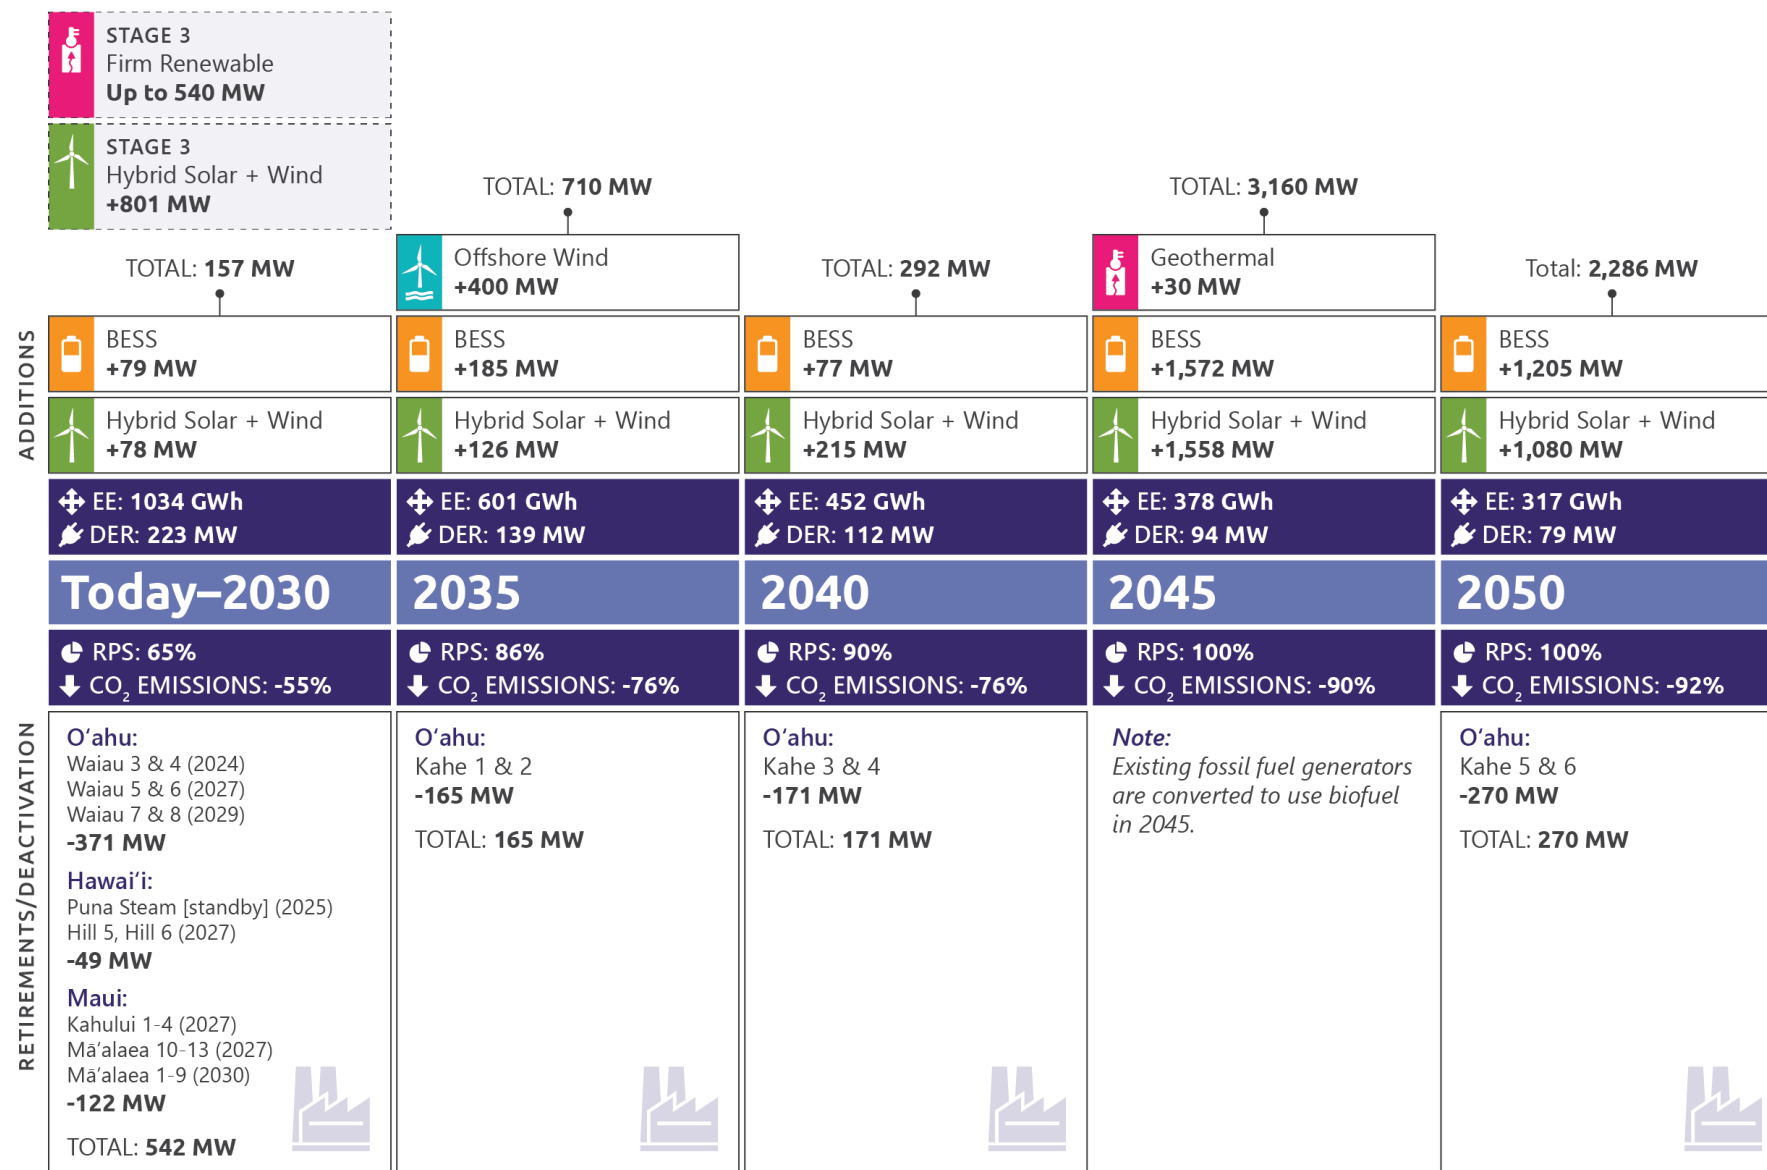 STAGE 3
Firm Renewable
Up to 540 MW
STAGE 3
Hybrid Solar + Wind
+801 MW
TOTAL: 157 MW
TOTAL: 710 MW
TOTAL: 292 MW
TOTAL: 3,160 MW
Total: 2,286 MW
ADDITIONS
BESS
+79 MW
Hybrid Solar + Wind
+78 MW
EE: 1034 GWh
DER: 223 MW
Offshore Wind
+400 MW
BESS
+185 MW
Hybrid Solar + Wind
+126 MW
EE: 601 GWh
DER: 139 MW
BESS
+77 MW
Hybrid Solar + Wind
+215 MW
EE: 452 GWh
DER: 112 MW
Geothermal
+30 MW
BESS
+1,572 MW
Hybrid Solar + Wind
+1,558 MW
EE: 378 GWh
DER: 94 MW
BESS
+1,205 MW
Hybrid Solar + Wind
+1,080 MW
EE: 317 GWh
DER: 79 MW
Today–2030
2035
2040
2045
2050
RPS: 65%
CO₂ EMISSIONS: -55%
RPS: 86%
CO₂ EMISSIONS: -76%
RPS: 90%
CO₂ EMISSIONS: -76%
RPS: 100%
CO₂ EMISSIONS: -90%
RPS: 100%
CO₂ EMISSIONS: -92%
RETIREMENTS/DEACTIVATION
Oʻahu:
Waiau 3 & 4 (2024)
Waiau 5 & 6 (2027)
Waiau 7 & 8 (2029)
-371 MW
Hawaiʻi:
Puna Steam [standby] (2025)
Hill 5, Hill 6 (2027)
-49 MW
Maui:
Kahului 1-4 (2027)
Māʻalaea 10-13 (2027)
Māʻalaea 1-9 (2030)
-122 MW
TOTAL: 542 MW
Oʻahu:
Kahe 1 & 2
-165 MW
TOTAL: 165 MW
Oʻahu:
Kahe 3 & 4
-171 MW
TOTAL: 171 MW
Note:
Existing fossil fuel generators
are converted to use biofuel
in 2045.
Oʻahu:
Kahe 5 & 6
-270 MW
TOTAL: 270 MW